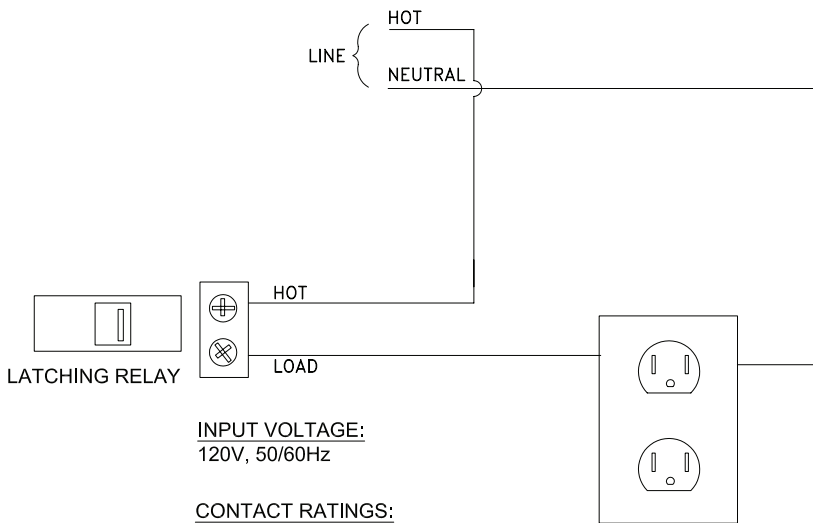 HOT
LINE
NEUTRAL
HOT
LATCHING RELAY
LOAD
INPUT VOLTAGE:
120V, 50/60Hz
CONTACT RATINGS: